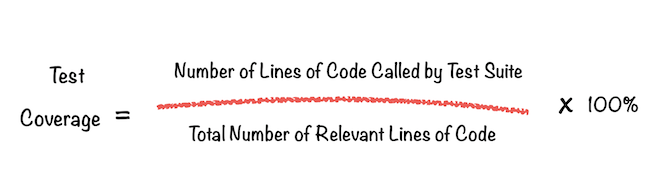 Test
Coverage =
Number of Lines of Code Called by Test Suite
Total Number of Relevant Lines of Code
x 100%